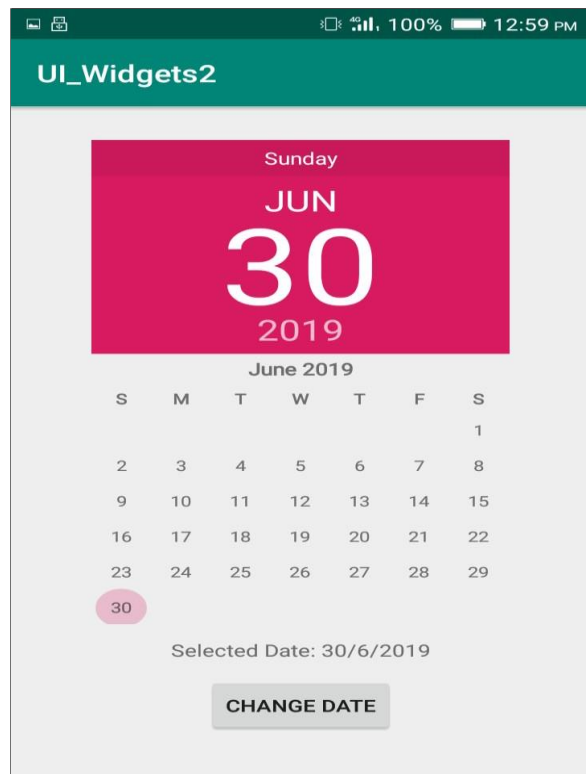 4G 100% 12:59 PM
UI_Widgets2
Sunday
JUN
30
2019
June 2019
S M T W T F S
1
2 3 4 5 6 7 8
9 10 11 12 13 14 15
16 17 18 19 20 21 22
23 24 25 26 27 28 29
30
Selected Date: 30/6/2019
CHANGE DATE